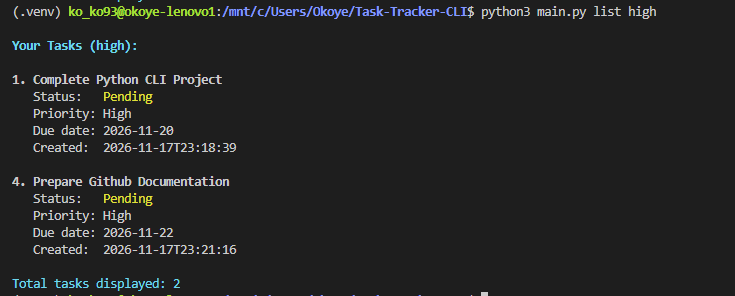 (.venv) ko_ko93@okoye-lenovo1:/mnt/c/Users/Okoye/Task-Tracker-CLI$ python3 main.py list high
Your Tasks (high):
1. Complete Python CLI Project
Status: Pending
Priority: High
Due date: 2026-11-20
Created: 2026-11-17T23:18:39
4. Prepare Github Documentation
Status: Pending
Priority: High
Due date: 2026-11-22
Created: 2026-11-17T23:21:16
Total tasks displayed: 2